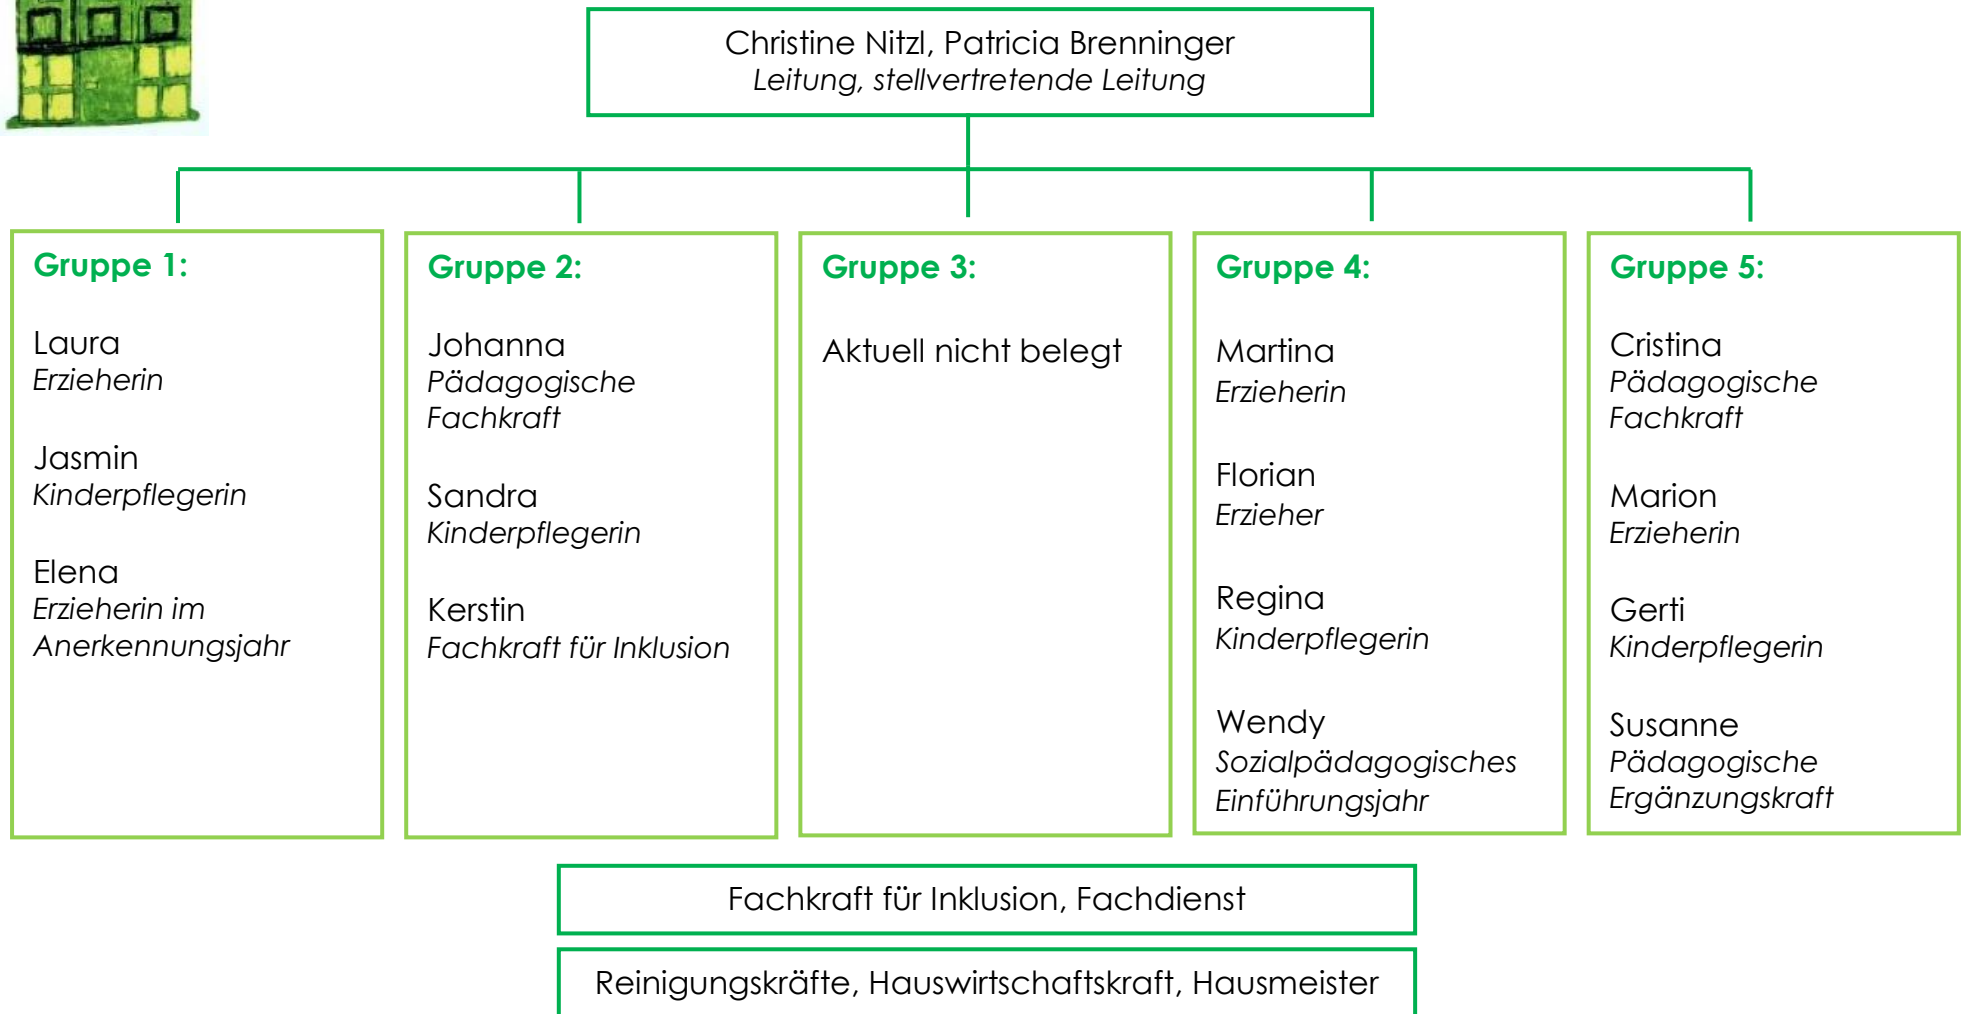 Christine Nitzl, Patricia Brenninger
Leitung, stellvertretende Leitung
Gruppe 1:
Laura
Erzieherin
Jasmin
Kinderpflegerin
Elena
Erzieherin im
Anerkennungsjahr
Gruppe 2:
Johanna
Pädagogische
Fachkraft
Sandra
Kinderpflegerin
Kerstin
Fachkraft für Inklusion
Gruppe 3:
Aktuell nicht belegt
Gruppe 4:
Martina
Erzieherin
Florian
Erzieher
Regina
Kinderpflegerin
Wendy
Sozialpädagogisches
Einführungsjahr
Gruppe 5:
Cristina
Pädagogische
Fachkraft
Marion
Erzieherin
Gerti
Kinderpflegerin
Susanne
Pädagogische
Ergänzungskraft
Fachkraft für Inklusion, Fachdienst
Reinigungskräfte, Hauswirtschaftskraft, Hausmeister